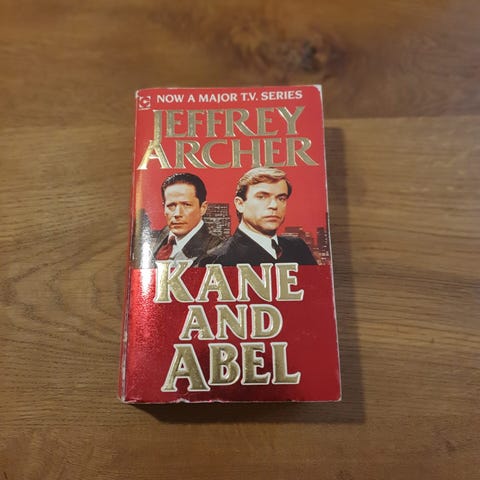 NOW A MAJOR T.V. SERIES
JEFFREY
ARCHER
KANE
AND
ABEL